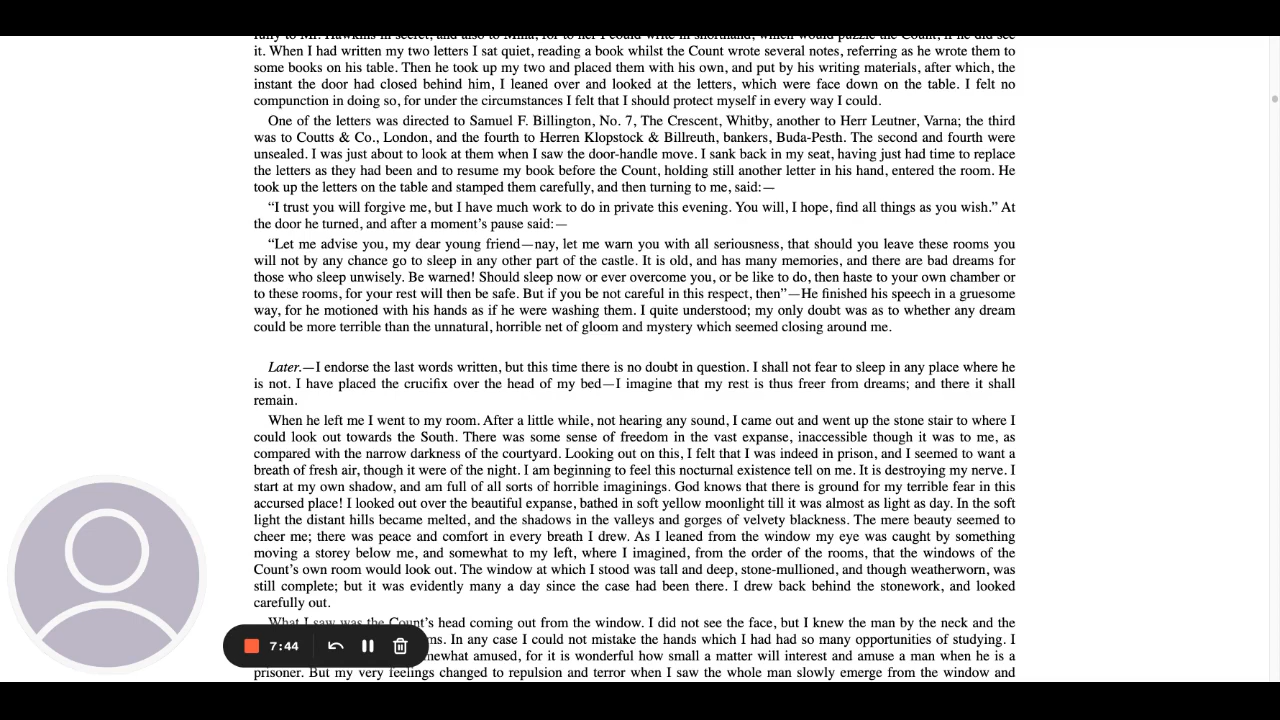 fully to Mr. Hawkins in secret, and also to Mina, for to her I could write in shorthand, which would puzzle the Count, if he did see
it. When I had written my two letters I sat quiet, reading a book whilst the Count wrote several notes, referring as he wrote them to
some books on his table. Then he took up my two and placed them with his own, and put by his writing materials, after which, the
instant the door had closed behind him, I leaned over and looked at the letters, which were face down on the table. I felt no
compunction in doing so, for under the circumstances I felt that I should protect myself in every way I could.
One of the letters was directed to Samuel F. Billington, No. 7, The Crescent, Whitby, another to Herr Leutner, Varna; the third
was to Coutts & Co., London, and the fourth to Herren Klopstock & Billreuth, bankers, Buda-Pesth. The second and fourth were
unsealed. I was just about to look at them when I saw the door-handle move. I sank back in my seat, having just had time to replace
the letters as they had been and to resume my book before the Count, holding still another letter in his hand, entered the room. He
took up the letters on the table and stamped them carefully, and then turning to me, said:—
“I trust you will forgive me, but I have much work to do in private this evening. You will, I hope, find all things as you wish.” At
the door he turned, and after a moment’s pause said:—
“Let me advise you, my dear young friend—nay, let me warn you with all seriousness, that should you leave these rooms you
will not by any chance go to sleep in any other part of the castle. It is old, and has many memories, and there are bad dreams for
those who sleep unwisely. Be warned! Should sleep now or ever overcome you, or be like to do, then haste to your own chamber or
to these rooms, for your rest will then be safe. But if you be not careful in this respect, then”—He finished his speech in a gruesome
way, for he motioned with his hands as if he were washing them. I quite understood; my only doubt was as to whether any dream
could be more terrible than the unnatural, horrible net of gloom and mystery which seemed closing around me.
Later.—I endorse the last words written, but this time there is no doubt in question. I shall not fear to sleep in any place where he
is not. I have placed the crucifix over the head of my bed—I imagine that my rest is thus freer from dreams; and there it shall
remain.
When he left me I went to my room. After a little while, not hearing any sound, I came out and went up the stone stair to where I
could look out towards the South. There was some sense of freedom in the vast expanse, inaccessible though it was to me, as
compared with the narrow darkness of the courtyard. Looking out on this, I felt that I was indeed in prison, and I seemed to want a
breath of fresh air, though it were of the night. I am beginning to feel this nocturnal existence tell on me. It is destroying my nerve. I
start at my own shadow, and am full of all sorts of horrible imaginings. God knows that there is ground for my terrible fear in this
accursed place! I looked out over the beautiful expanse, bathed in soft yellow moonlight till it was almost as light as day. In the soft
light the distant hills became melted, and the shadows in the valleys and gorges of velvety blackness. The mere beauty seemed to
cheer me; there was peace and comfort in every breath I drew. As I leaned from the window my eye was caught by something
moving a storey below me, and somewhat to my left, where I imagined, from the order of the rooms, that the windows of the
Count’s own room would look out. The window at which I stood was tall and deep, stone-mullioned, and though weatherworn, was
still complete; but it was evidently many a day since the case had been there. I drew back behind the stonework, and looked
carefully out.
What I saw was the Count’s head coming out from the window. I did not see the face, but I knew the man by the neck and the
ms. In any case I could not mistake the hands which I had had so many opportunities of studying. I
mewhat amused, for it is wonderful how small a matter will interest and amuse a man when he is a
prisoner. But my very feelings changed to repulsion and terror when I saw the whole man slowly emerge from the window and
7:44